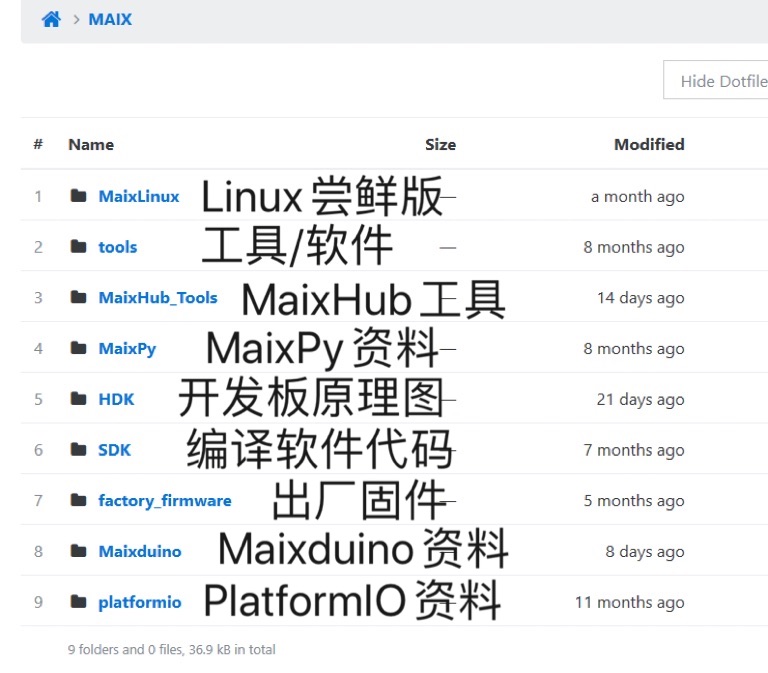 MAIX
Hide Dotfile
# Name Size Modified
1 MaixLinux Linux 尝鲜版 — a month ago
2 tools 工具/软件 — 8 months ago
3 MaixHub_Tools MaixHub 工具 — 14 days ago
4 MaixPy MaixPy 资料 — 8 months ago
5 HDK 开发板原理图 — 21 days ago
6 SDK 编译软件代码 — 7 months ago
7 factory_firmware 出厂固件 — 5 months ago
8 Maixduino Maixduino 资料 — 8 days ago
9 platformio PlatformIO 资料 — 11 months ago
9 folders and 0 files, 36.9 kB in total